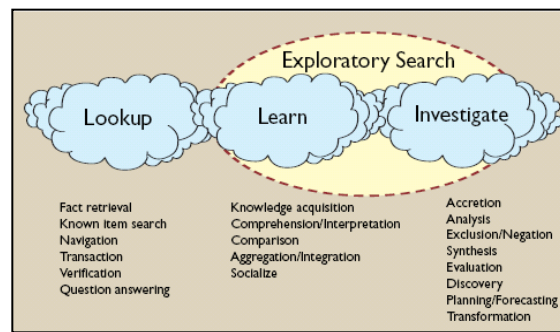 Exploratory Search
Lookup
Learn
Investigate
Fact retrieval
Known item search
Navigation
Transaction
Verification
Question answering
Knowledge acquisition
Comprehension/Interpretation
Comparison
Aggregation/Integration
Socialize
Accretion
Analysis
Exclusion/Negation
Synthesis
Evaluation
Discovery
Planning/Forecasting
Transformation